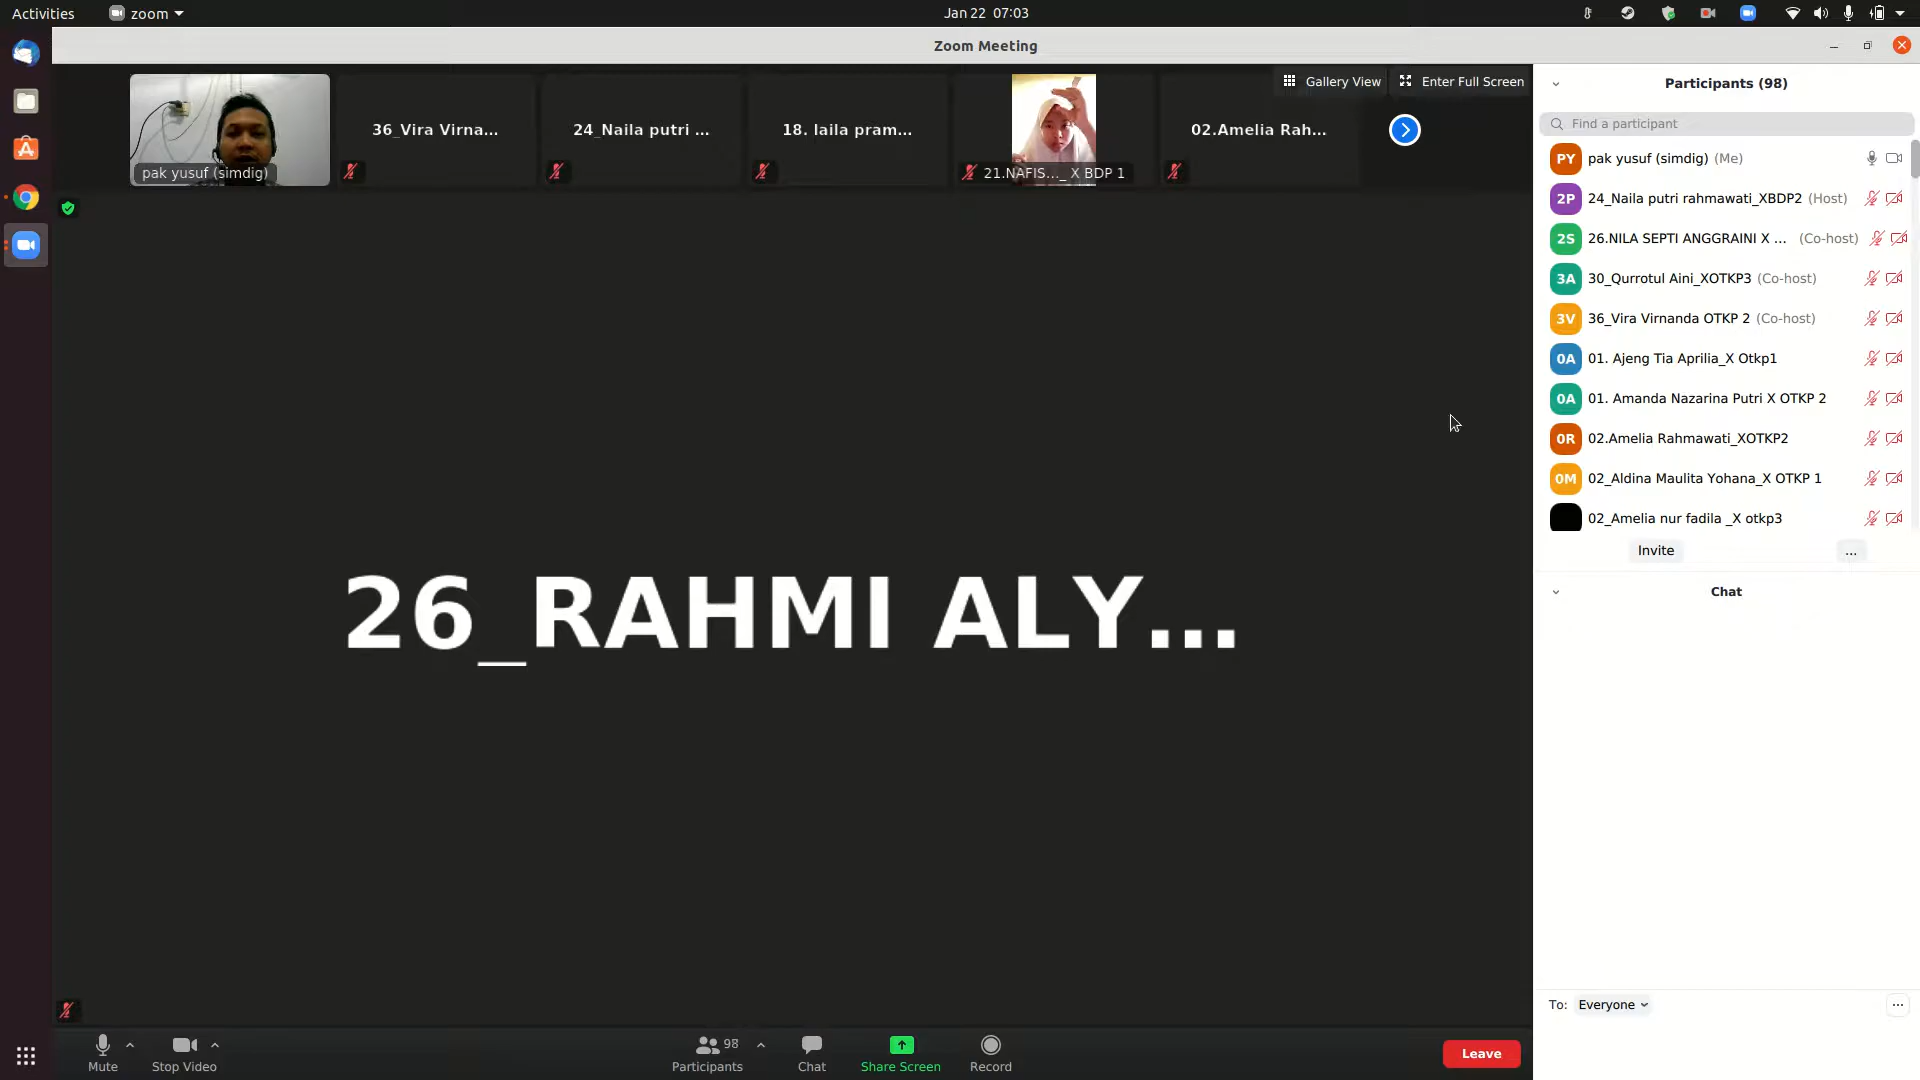 Activities
zoom
Jan 22 07:03
Zoom Meeting
pak yusuf (simdig)
36_Vira Virna...
24_Naila putri ...
18. laila pram...
21.NAFIS..._ X BDP 1
02.Amelia Rah...
Gallery View
Enter Full Screen
26_RAHMI ALY...
Participants (98)
Find a participant
PY pak yusuf (simdig) (Me)
2P 24_Naila putri rahmawati_XBDP2 (Host)
2S 26.NILA SEPTI ANGGRAINI X ... (Co-host)
3A 30_Qurrotul Aini_XOTKP3 (Co-host)
3V 36_Vira Virnanda OTKP 2 (Co-host)
0A 01. Ajeng Tia Aprilia_X Otkp1
0A 01. Amanda Nazarina Putri X OTKP 2
0R 02.Amelia Rahmawati_XOTKP2
0M 02_Aldina Maulita Yohana_X OTKP 1
02_Amelia nur fadila _X otkp3
Invite
...
Chat
To: Everyone
...
Mute
Stop Video
98
Participants
Chat
Share Screen
Record
Leave